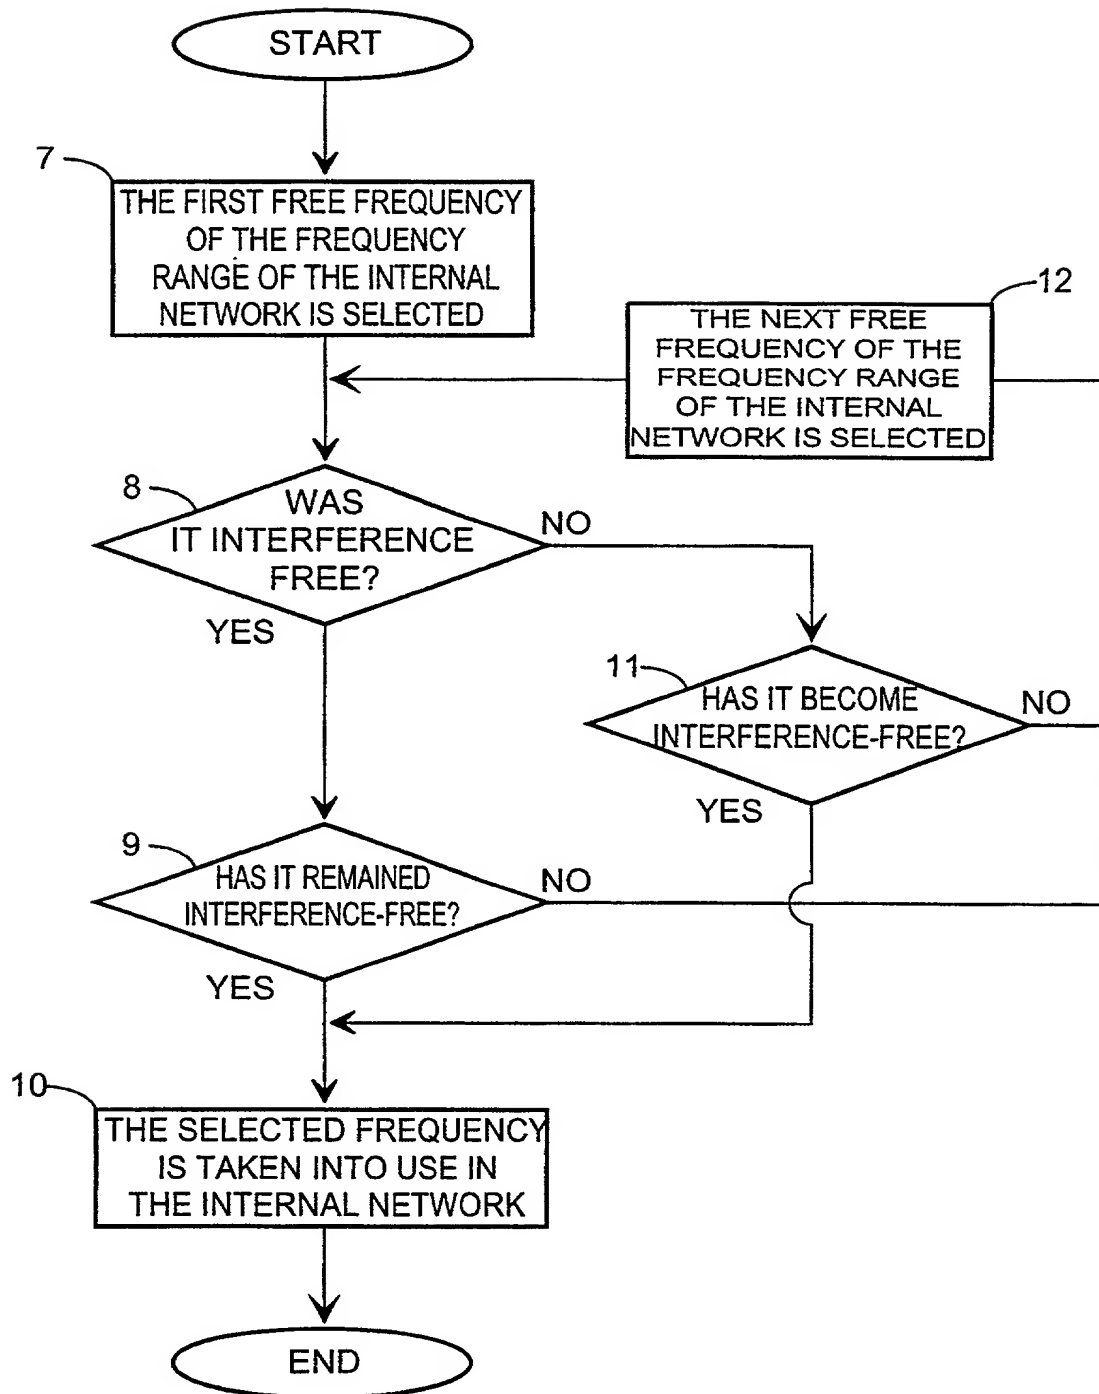 START
7
THE FIRST FREE FREQUENCY
OF THE FREQUENCY
RANGE OF THE INTERNAL
NETWORK IS SELECTED
12
THE NEXT FREE
FREQUENCY OF THE
FREQUENCY RANGE
OF THE INTERNAL
NETWORK IS SELECTED
8
WAS
IT INTERFERENCE
FREE?
NO
YES
11
HAS IT BECOME
INTERFERENCE-FREE?
NO
YES
9
HAS IT REMAINED
INTERFERENCE-FREE?
NO
YES
10
THE SELECTED FREQUENCY
IS TAKEN INTO USE IN
THE INTERNAL NETWORK
END